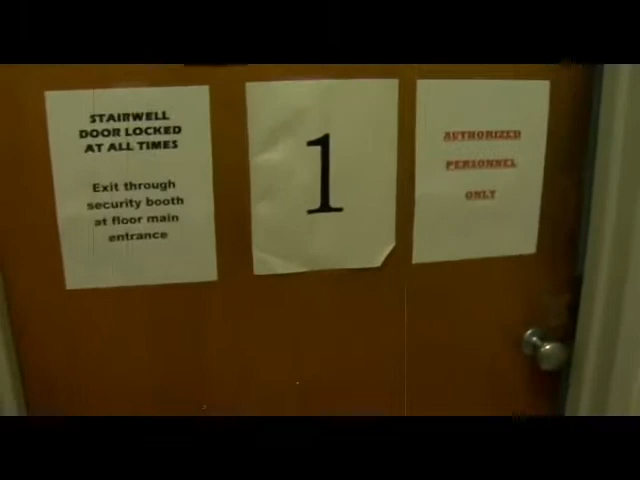 STAIRWELL
DOOR LOCKED
AT ALL TIMES
Exit through
security booth
at floor main
entrance
1
AUTHORIZED
PERSONNEL
ONLY